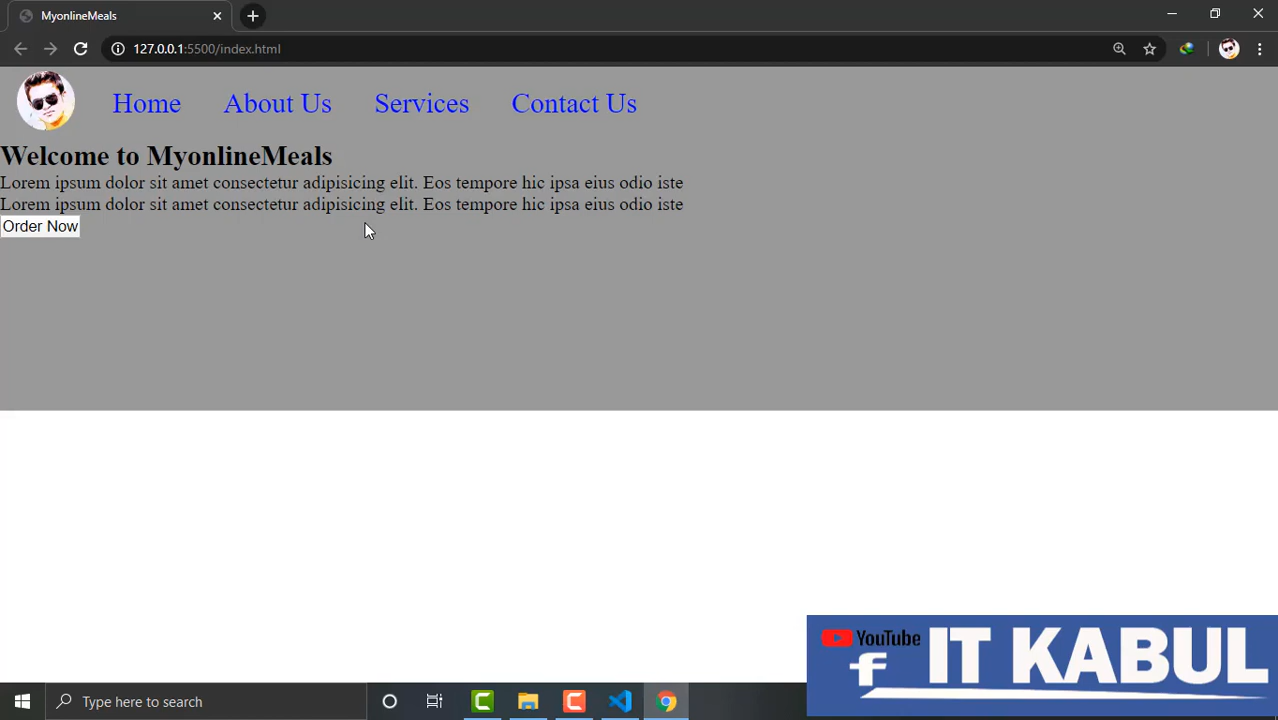 MyonlineMeals
127.0.0.1:5500/index.html
Home About Us Services Contact Us
Welcome to MyonlineMeals
Lorem ipsum dolor sit amet consectetur adipisicing elit. Eos tempore hic ipsa eius odio iste
Lorem ipsum dolor sit amet consectetur adipisicing elit. Eos tempore hic ipsa eius odio iste
Order Now
YouTube
f
IT KABUL
Type here to search